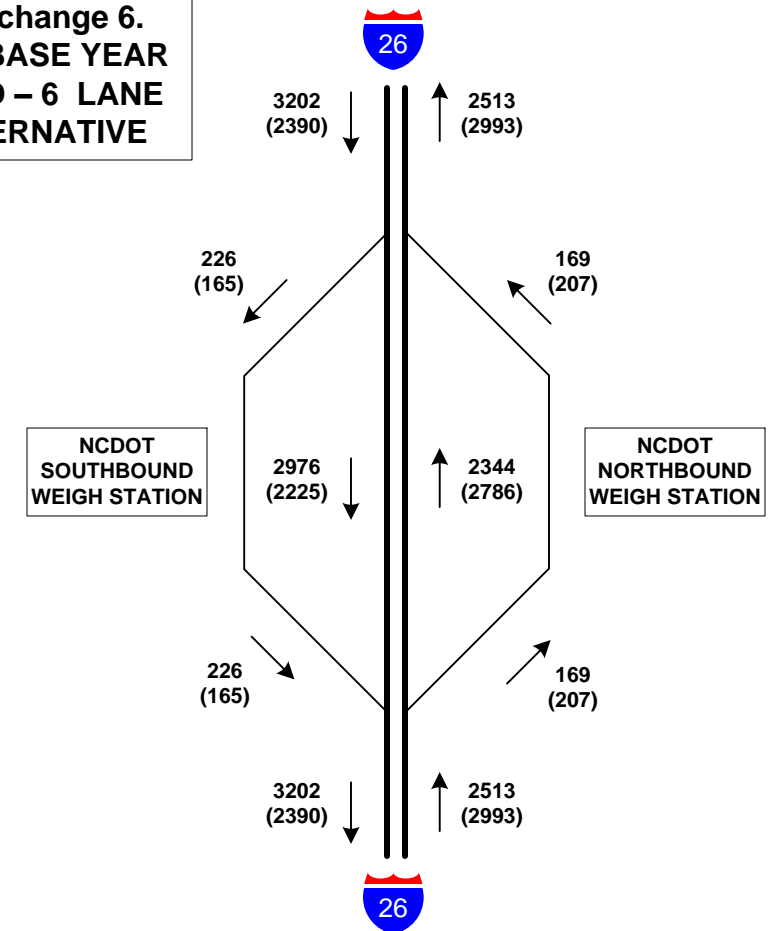 change 6.
BASE YEAR
– 6 LANE
ERNATIVE
26
3202
(2390)
2513
(2993)
226
(165)
169
(207)
NCDOT
SOUTHBOUND
WEIGH STATION
2976
(2225)
2344
(2786)
NCDOT
NORTHBOUND
WEIGH STATION
226
(165)
169
(207)
3202
(2390)
2513
(2993)
26